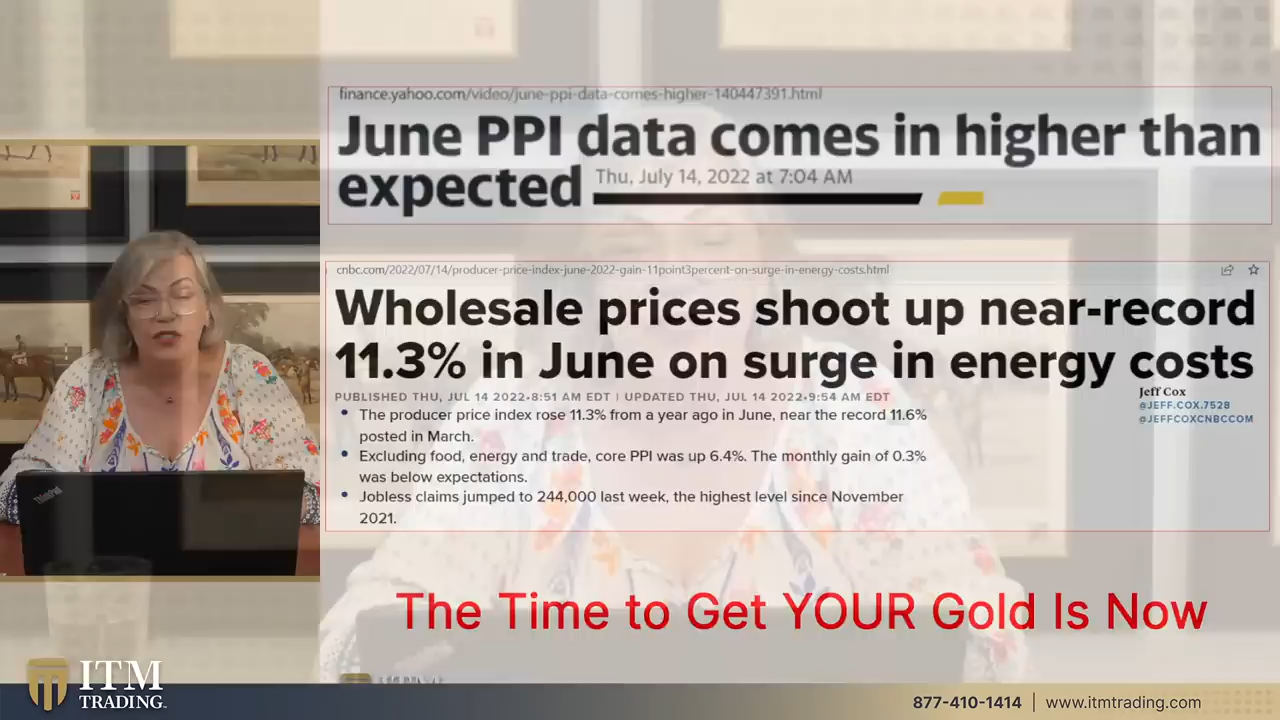 finance.yahoo.com/video/june-ppi-data-comes-higher-140447391.html
June PPI data comes in higher than
expected
Thu, July 14, 2022 at 7:04 AM
cnbc.com/2022/07/14/producer-price-index-june-2022-gain-11point3percent-on-surge-in-energy-costs.html
Wholesale prices shoot up near-record
11.3% in June on surge in energy costs
PUBLISHED THU, JUL 14 2022•8:51 AM EDT | UPDATED THU, JUL 14 2022•9:54 AM EDT
Jeff Cox
@JEFF.COX.7528
@JEFFCOXCNBCCOM
• The producer price index rose 11.3% from a year ago in June, near the record 11.6%
posted in March.
• Excluding food, energy and trade, core PPI was up 6.4%. The monthly gain of 0.3%
was below expectations.
• Jobless claims jumped to 244,000 last week, the highest level since November
2021.
ThinkPad
The Time to Get YOUR Gold Is Now
ITM
TRADING
877-410-1414 | www.itmtrading.com